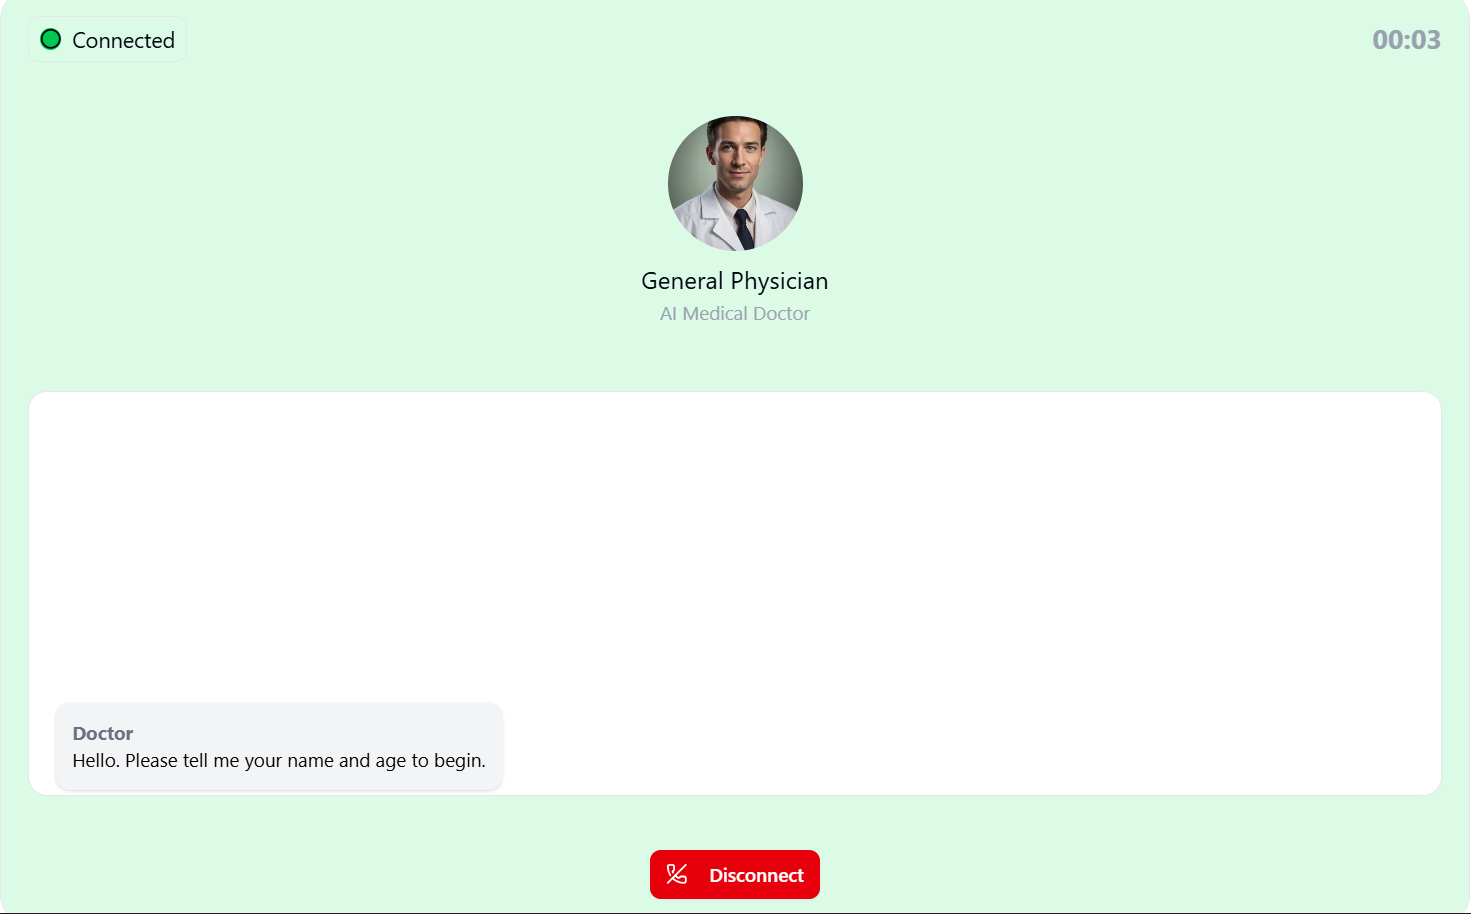 Connected
00:03
General Physician
AI Medical Doctor
Doctor
Hello. Please tell me your name and age to begin.
Disconnect